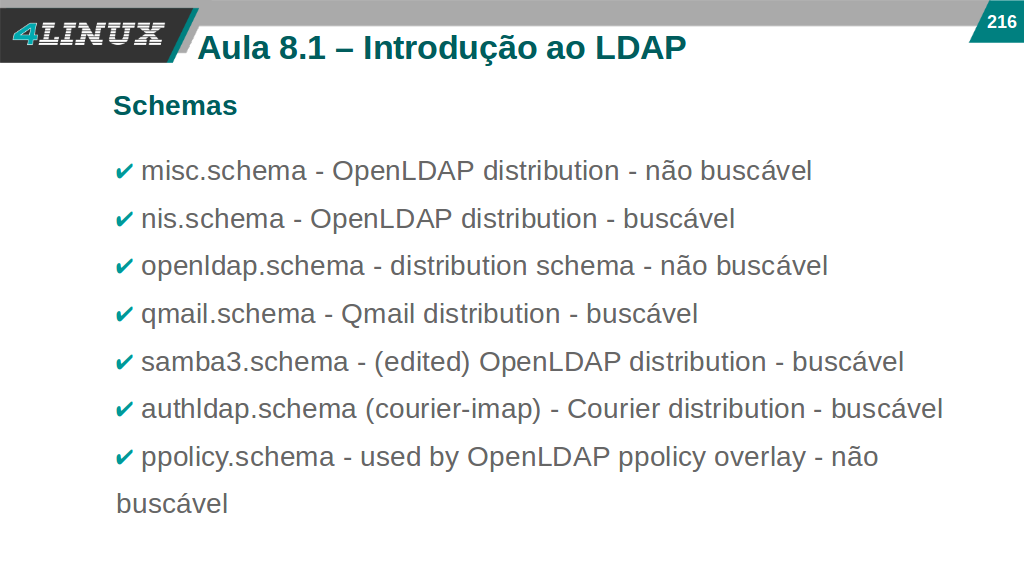 4LINUX
216
Aula 8.1 – Introdução ao LDAP
Schemas
✔ misc.schema - OpenLDAP distribution - não buscável
✔ nis.schema - OpenLDAP distribution - buscável
✔ openldap.schema - distribution schema - não buscável
✔ qmail.schema - Qmail distribution - buscável
✔ samba3.schema - (edited) OpenLDAP distribution - buscável
✔ authldap.schema (courier-imap) - Courier distribution - buscável
✔ ppolicy.schema - used by OpenLDAP ppolicy overlay - não
buscável